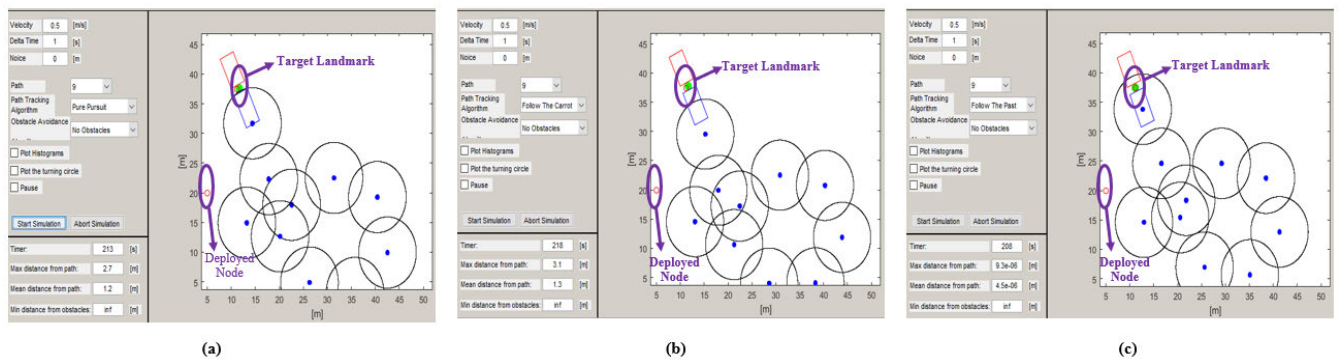 Velocity 0.5 [m/s]
Delta Time 1 [s]
Noice 0 [m
Path 9
Path Tracking Algorithm Pure Pursuit
Obstacle Avoidance No Obstacles
Plot Histograms
Plot the turning circle
Pause
Start Simulation Abort Simulation
Timer: 213 [s]
Max distance from path: 2.7 [m]
Mean distance from path: 1.2 [m]
Min distance from obstacles: inf [m]
45
40
35
30
25
20
15
10
5
[m]
5 10 15 20 25 30 35 40 45 50
[m]
Target Landmark
Deployed
Node
(a)
Velocity 0.5 [m/s]
Delta Time 1 [s]
Noice 0 [m
Path 9
Path Tracking Algorithm Follow The Carrot
Obstacle Avoidance No Obstacles
Plot Histograms
Plot the turning circle
Pause
Start Simulation Abort Simulation
Timer: 218 [s]
Max distance from path: 3.1 [m]
Mean distance from path: 1.3 [m]
Min distance from obstacles: inf [m]
45
40
35
30
25
20
15
10
5
[m]
5 10 15 20 25 30 35 40 45 50
[m]
Target Landmark
Deployed
Node
(b)
Velocity 0.5 [m/s]
Delta Time 1 [s]
Noice 0 [m
Path 9
Path Tracking Algorithm Follow The Past
Obstacle Avoidance No Obstacles
Plot Histograms
Plot the turning circle
Pause
Start Simulation Abort Simulation
Timer: 208 [s]
Max distance from path: 9.3e-06 [m]
Mean distance from path: 4.5e-06 [m]
Min distance from obstacles: inf [m]
45
40
35
30
25
20
15
10
5
[m]
5 10 15 20 25 30 35 40 45 50
[m]
Target Landmark
Deployed
Node
(c)